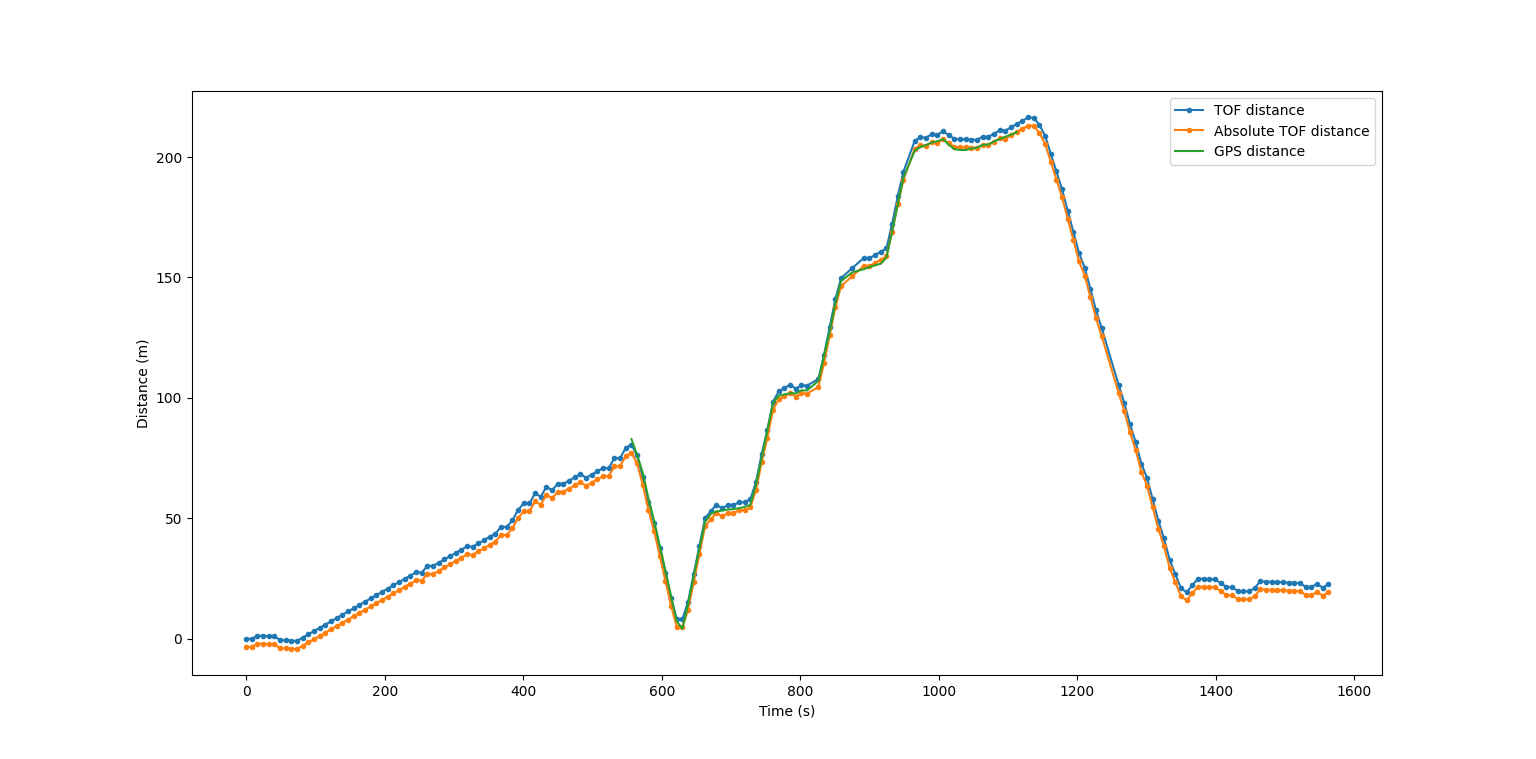 TOF distance
Absolute TOF distance
GPS distance
200
150
100
50
0
Distance (m)
0 200 400 600 800 1000 1200 1400 1600
Time (s)